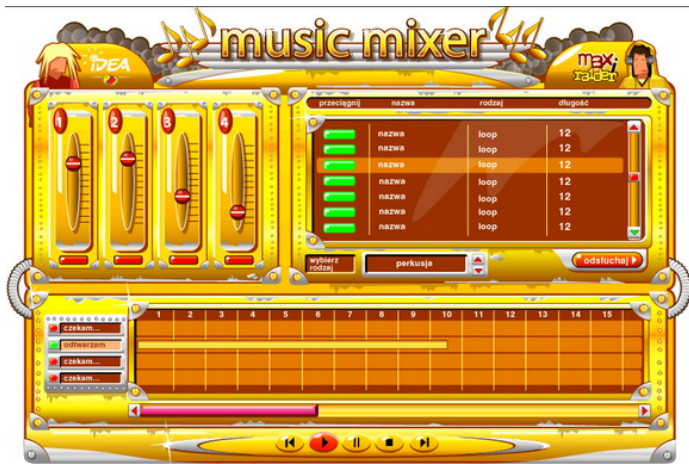 music mixer
iDEA
maxi
raider
1 2 3 4
przeciągnij nazwa rodzaj długość
nazwa loop 12
nazwa loop 12
nazwa loop 12
nazwa loop 12
nazwa loop 12
nazwa loop 12
nazwa loop 12
wybierz
rodzaj
perkusja
odsłuchaj
1 2 3 4 5 6 7 8 9 10 11 12 13 14 15
czekam...
odtwarzam
czekam...
czekam...